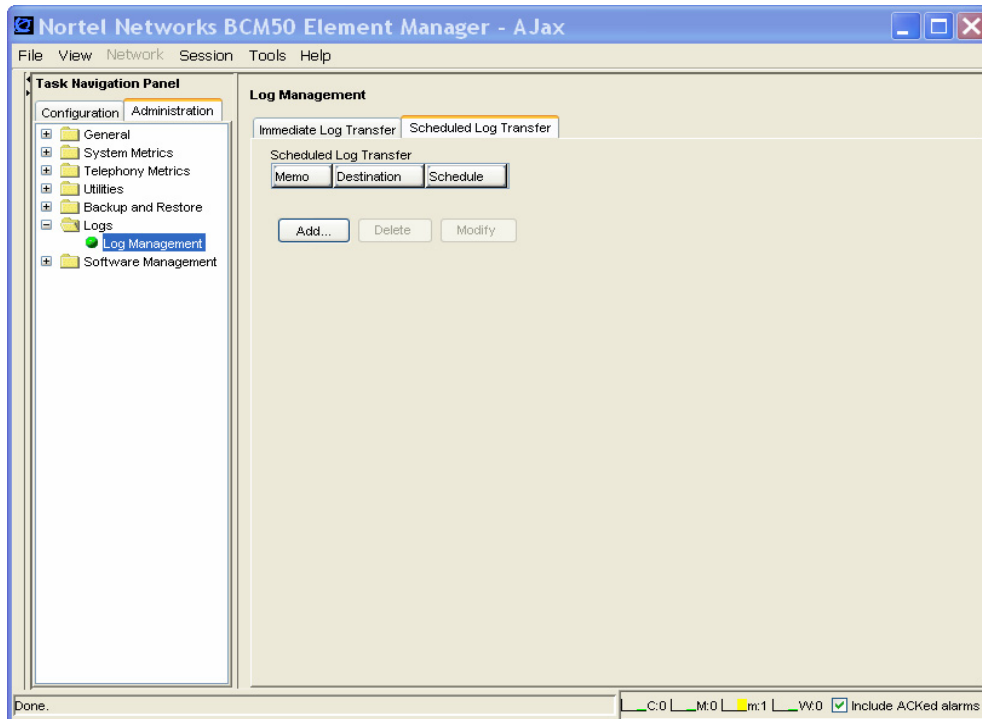 Nortel Networks BCM50 Element Manager - AJax
File View Network Session Tools Help
Task Navigation Panel
Configuration Administration
General
System Metrics
Telephony Metrics
Utilities
Backup and Restore
Logs
Log Management
Software Management
Log Management
Immediate Log Transfer Scheduled Log Transfer
Scheduled Log Transfer
Memo Destination Schedule
Add... Delete Modify
Done.
C:0 M:0 m:1 W:0 Include ACKed alarms